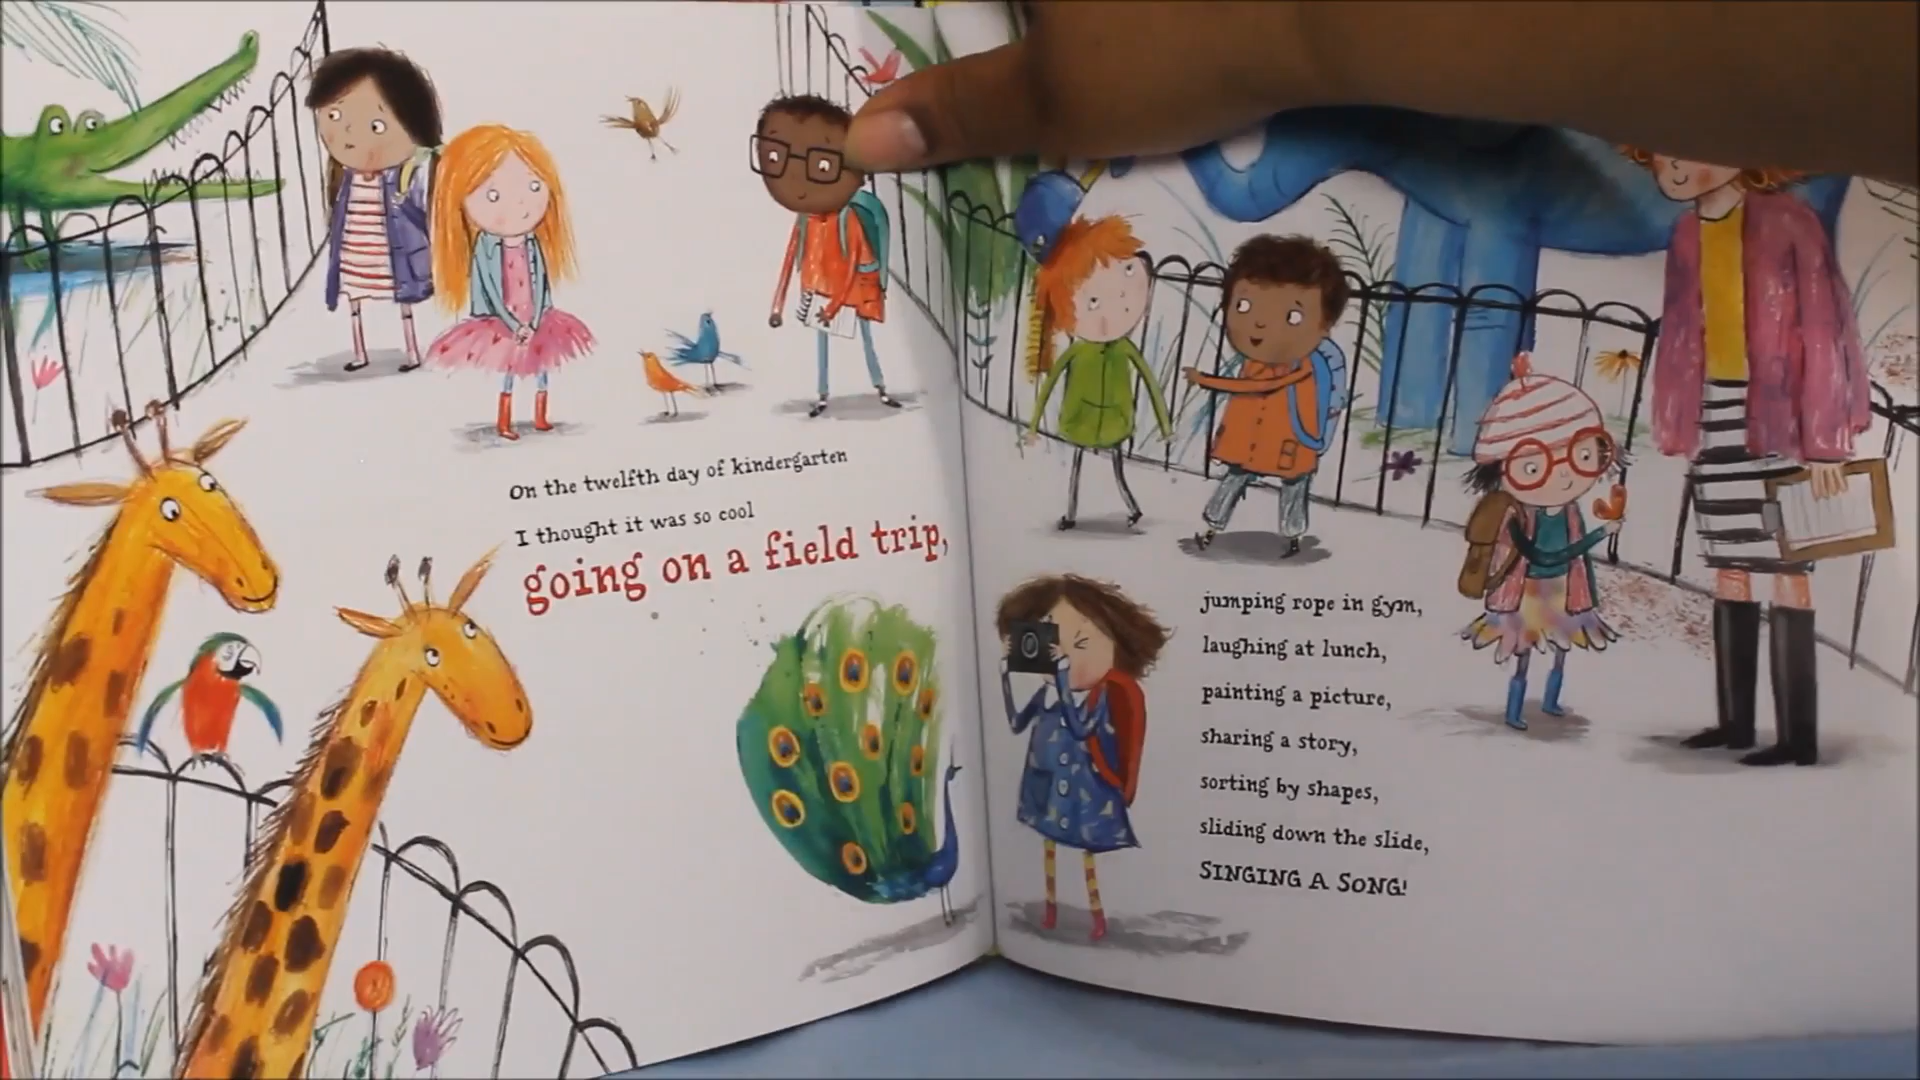 On the twelfth day of kindergarten
I thought it was so cool
going on a field trip,
jumping rope in gym,
laughing at lunch,
painting a picture,
sharing a story,
sorting by shapes,
sliding down the slide,
SINGING A SONG!